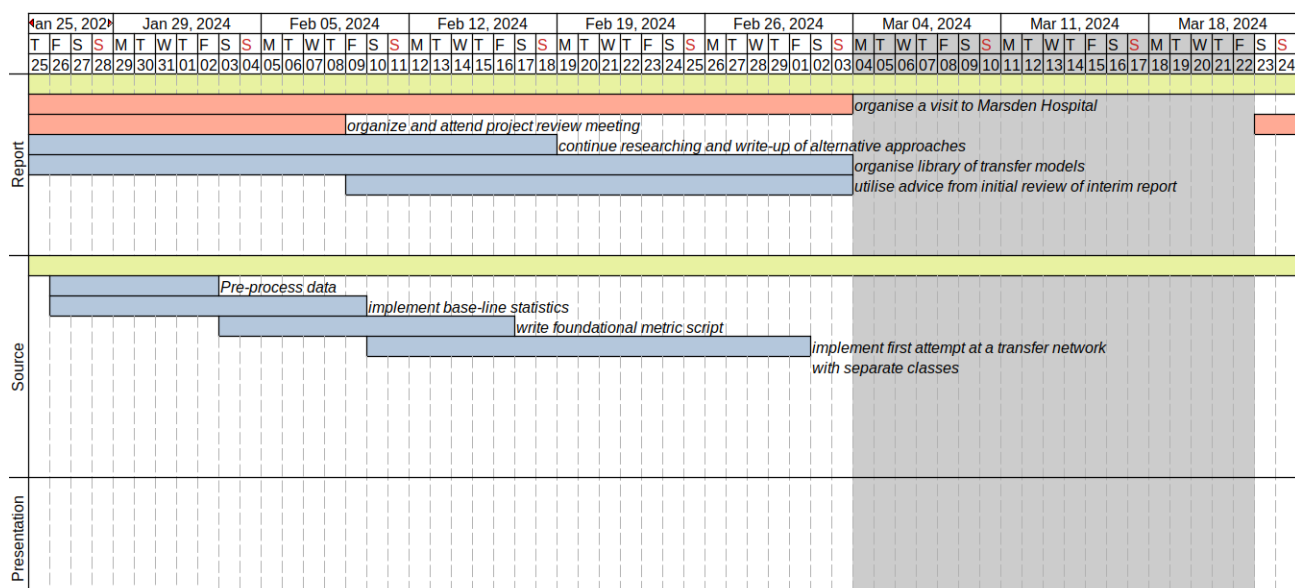 an 25, 202 Jan 29, 2024 Feb 05, 2024 Feb 12, 2024 Feb 19, 2024 Feb 26, 2024 Mar 04, 2024 Mar 11, 2024 Mar 18, 2024
T F S S M T W T F S S M T W T F S S M T W T F S S M T W T F S S M T W T F S S M T W T F S S M T W T F S S M T W T F S S
25 26 27 28 29 30 31 01 02 03 04 05 06 07 08 09 10 11 12 13 14 15 16 17 18 19 20 21 22 23 24 25 26 27 28 29 01 02 03 04 05 06 07 08 09 10 11 12 13 14 15 16 17 18 19 20 21 22 23 24
Report
organise a visit to Marsden Hospital
organize and attend project review meeting
continue researching and write-up of alternative approaches
organise library of transfer models
utilise advice from initial review of interim report
Source
Pre-process data
implement base-line statistics
write foundational metric script
implement first attempt at a transfer network
with separate classes
Presentation